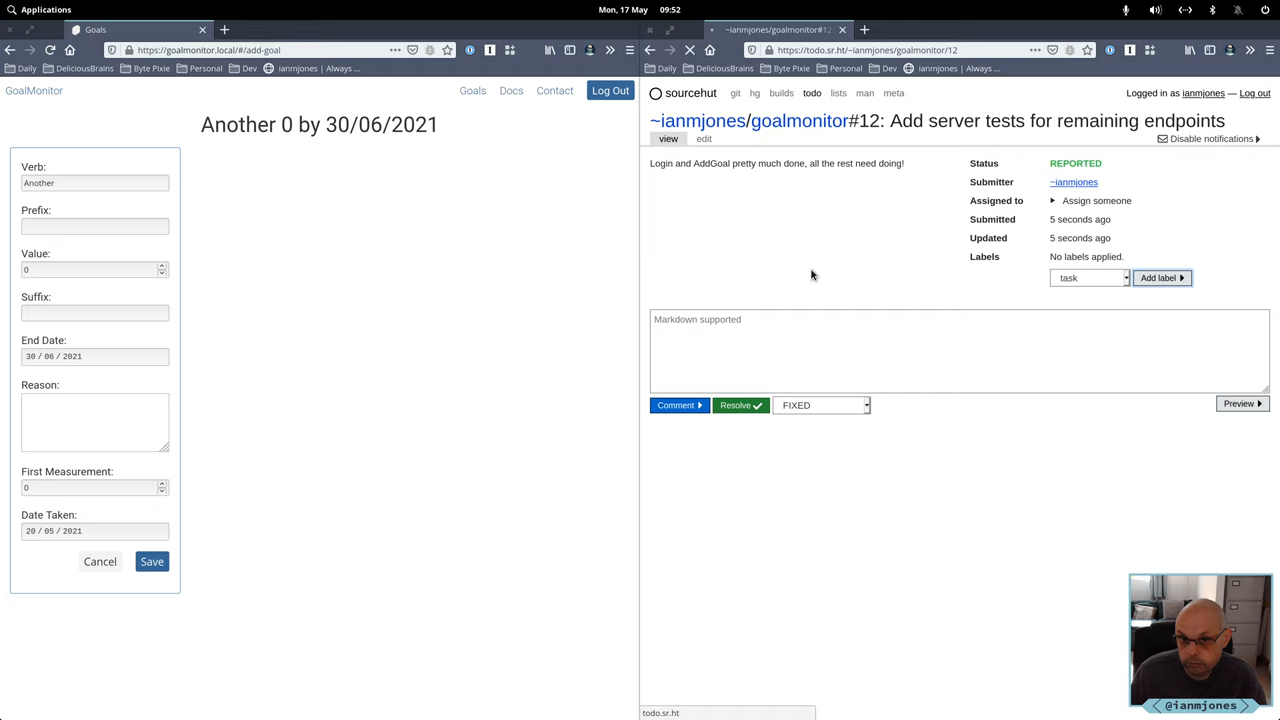 Applications
Mon, 17 May 09:52
Goals
https://goalmonitor.local/#/add-goal
Daily DeliciousBrains Byte Pixie Personal Dev ianmjones | Always ...
GoalMonitor
Goals Docs Contact Log Out
Another 0 by 30/06/2021
Verb:
Another
Prefix:
Value:
0
Suffix:
End Date:
30 / 06 / 2021
Reason:
First Measurement:
0
Date Taken:
20 / 05 / 2021
Cancel Save
~ianmjones/goalmonitor#12:
https://todo.sr.ht/~ianmjones/goalmonitor/12
Daily DeliciousBrains Byte Pixie Personal Dev ianmjones | Always ...
sourcehut git hg builds todo lists man meta
Logged in as ianmjones — Log out
~ianmjones/goalmonitor#12: Add server tests for remaining endpoints
view edit
Disable notifications
Login and AddGoal pretty much done, all the rest need doing!
Status REPORTED
Submitter ~ianmjones
Assigned to Assign someone
Submitted 5 seconds ago
Updated 5 seconds ago
Labels No labels applied.
task Add label
Markdown supported
Comment Resolve FIXED
Preview
todo.sr.ht
@ianmjones